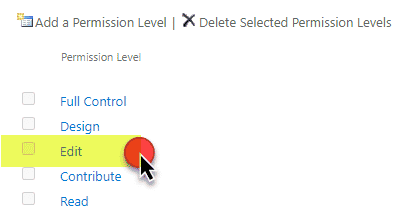 Add a Permission Level | Delete Selected Permission Levels
Permission Level
Full Control
Design
Edit
Contribute
Read